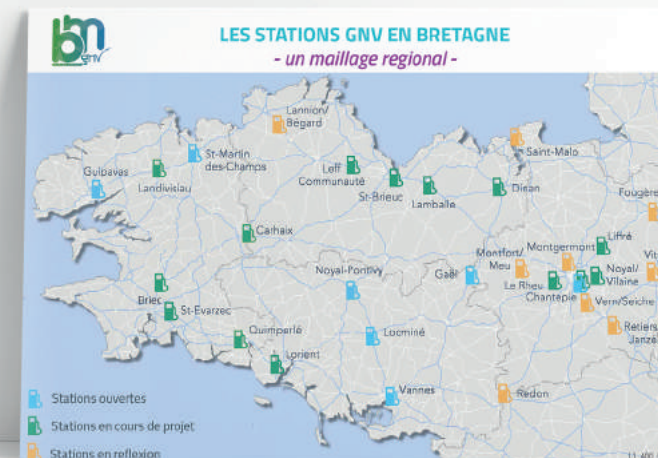 bm
gnv
LES STATIONS GNV EN BRETAGNE
- un maillage regional -
Lannion/
Bégard
Saint-Malo
St-Martin
des-Champs
Guipavas
Landivisiau
Leff
Communauté
St-Brieuc
Lamballe
Dinan
Fougère
Carhaix
Liffré
Montfort/
Meu
Montgermont
Noyal-Pontivy
Gaël
Le Rheu
Noyal/
Vilaine
Chantepie
Briec
St-Evarzec
Vern/Seiche
Quimperlé
Locminé
Retiers
Janzé
Lorient
Vannes
Redon
Stations ouvertes
Stations en cours de projet
Stations en reflexion